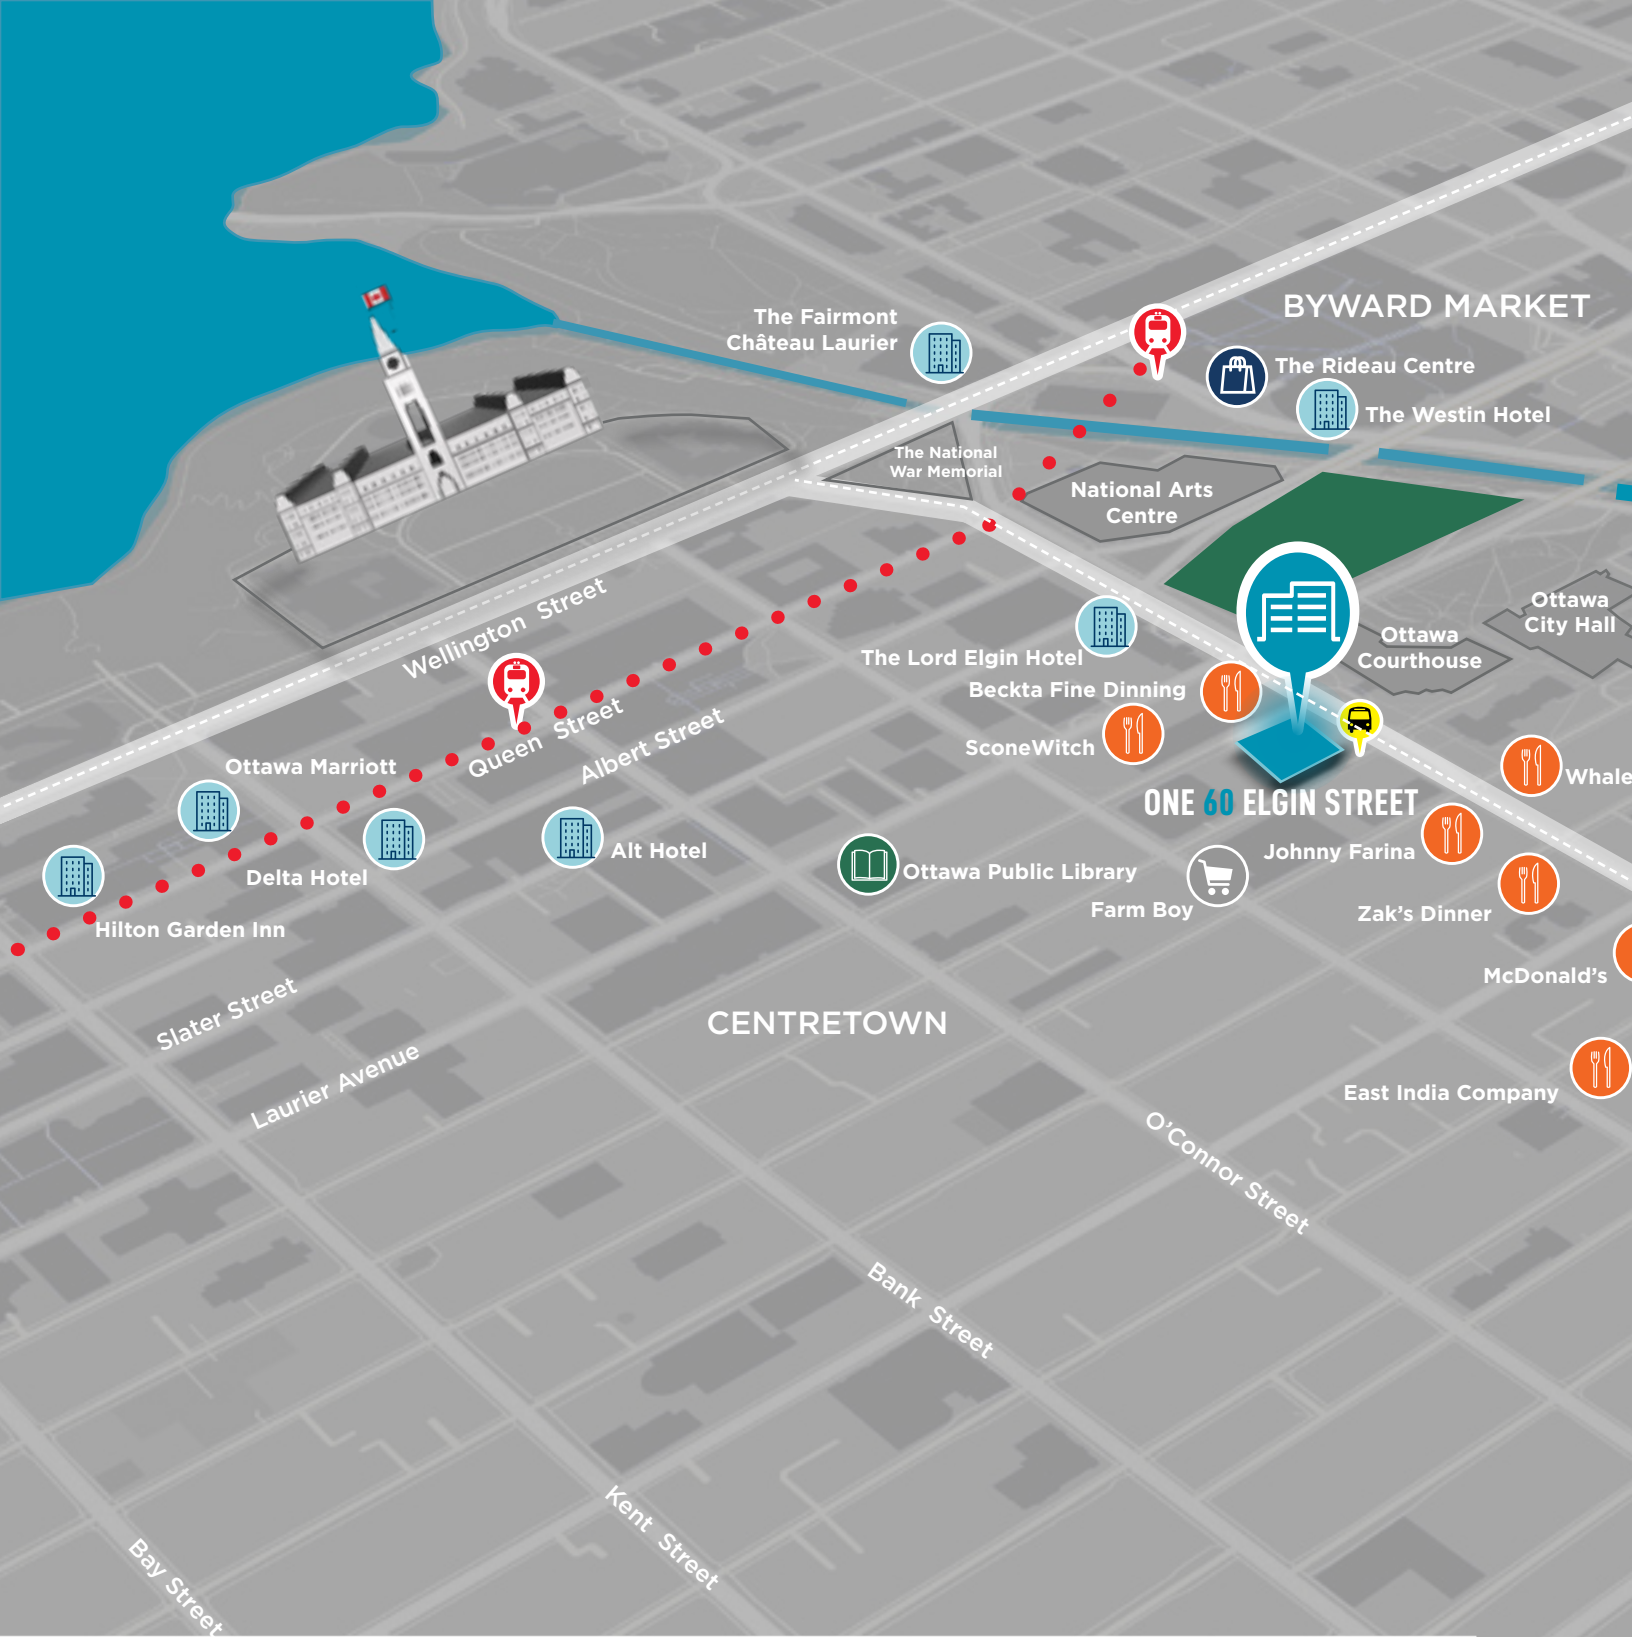 BYWARD MARKET
The Fairmont
Château Laurier
The Rideau Centre
The Westin Hotel
The National
War Memorial
National Arts
Centre
Ottawa
City Hall
Ottawa
Courthouse
Wellington Street
The Lord Elgin Hotel
Beckta Fine Dinning
SconeWitch
Queen Street
Albert Street
Ottawa Marriott
Whale
ONE 60 ELGIN STREET
Alt Hotel
Johnny Farina
Delta Hotel
Ottawa Public Library
Farm Boy
Zak's Dinner
Hilton Garden Inn
McDonald's
Slater Street
CENTRETOWN
Laurier Avenue
East India Company
O'Connor Street
Bank Street
Kent Street
Bay Street